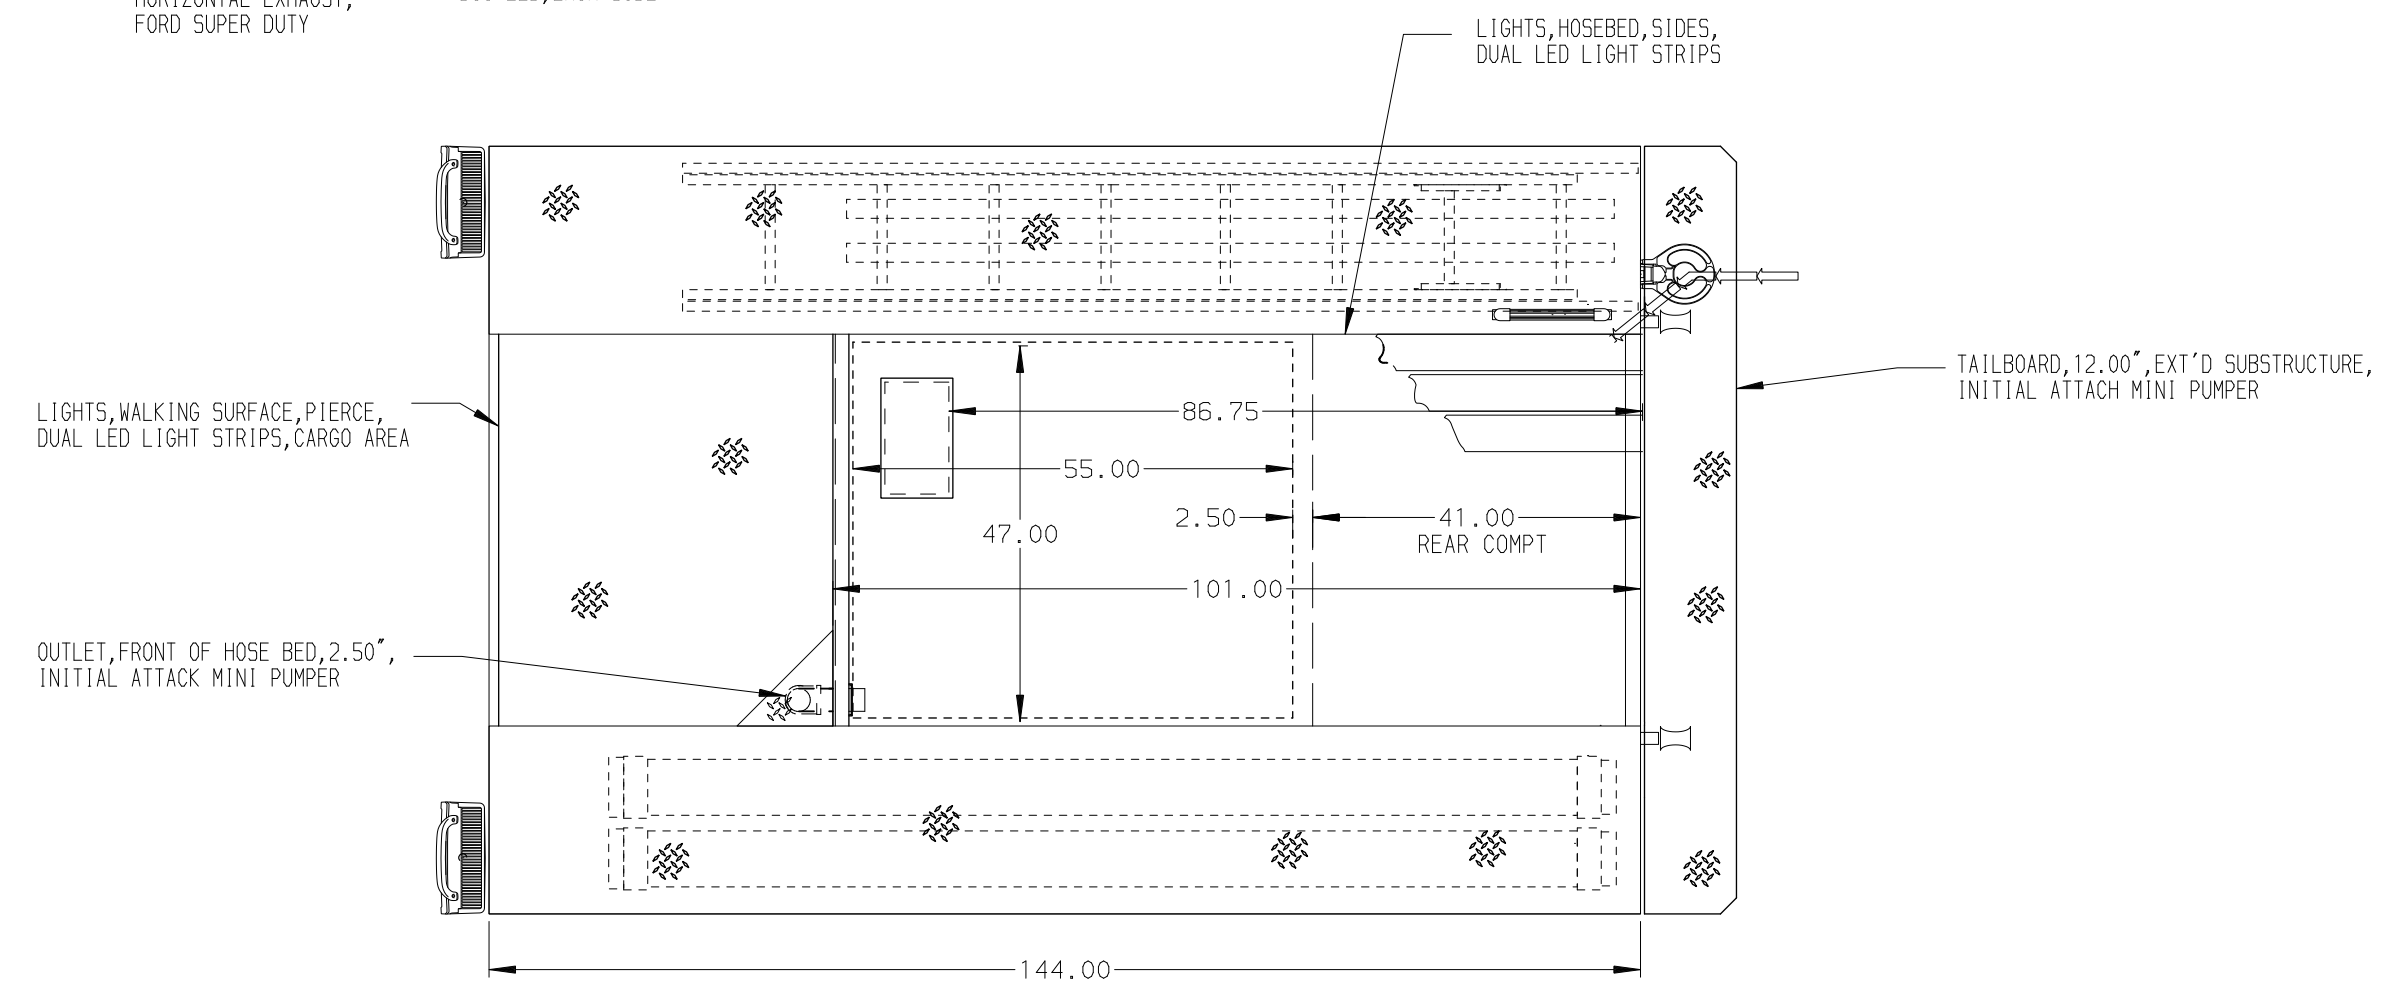 HORIZONTAL EXHAUST,
FORD SUPER DUTY
LIGHTS,HOSEBED,SIDES,
DUAL LED LIGHT STRIPS
TAILBOARD,12.00",EXT'D SUBSTRUCTURE,
INITIAL ATTACH MINI PUMPER
LIGHTS,WALKING SURFACE,PIERCE,
DUAL LED LIGHT STRIPS,CARGO AREA
86.75
55.00
2.50
41.00
REAR COMPT
47.00
101.00
OUTLET,FRONT OF HOSE BED,2.50",
INITIAL ATTACK MINI PUMPER
144.00